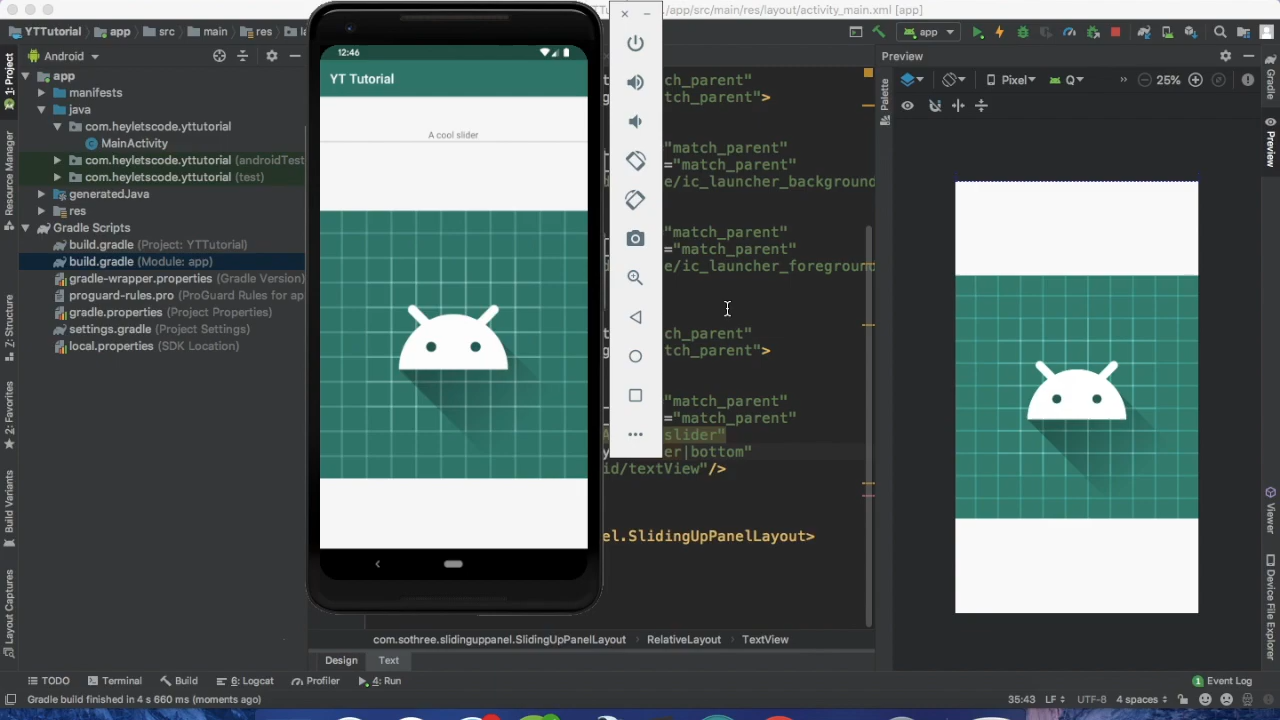 /app/src/main/res/layout/activity_main.xml [app]
YTTutorial
app
src
main
res
app
Android
Preview
1: Project
Resource Manager
Z: Structure
2: Favorites
Build Variants
Layout Captures
app
manifests
java
com.heyletscode.yttutorial
MainActivity
com.heyletscode.yttutorial (androidTest
com.heyletscode.yttutorial (test)
generatedJava
res
Gradle Scripts
build.gradle (Project: YTTutorial)
build.gradle (Module: app)
gradle-wrapper.properties (Gradle Version)
proguard-rules.pro (ProGuard Rules for ap
gradle.properties (Project Properties)
settings.gradle (Project Settings)
local.properties (SDK Location)
12:46
YT Tutorial
A cool slider
match_parent"
tch_parent">
"match_parent"
="match_parent"
e/ic_launcher_background
"match_parent"
="match_parent"
e/ic_launcher_foreground
match_parent"
tch_parent">
"match_parent"
="match_parent"
slider"
er|bottom"
id/textView"/>
el.SlidingUpPanelLayout>
Palette
Pixel
Q
25%
Gradle
Preview
Viewer
Device File Explorer
com.sothree.slidinguppanel.SlidingUpPanelLayout
RelativeLayout
TextView
Design
Text
TODO
Terminal
Build
6: Logcat
Profiler
4: Run
1 Event Log
Gradle build finished in 4 s 660 ms (moments ago)
35:43
LF
UTF-8
4 spaces